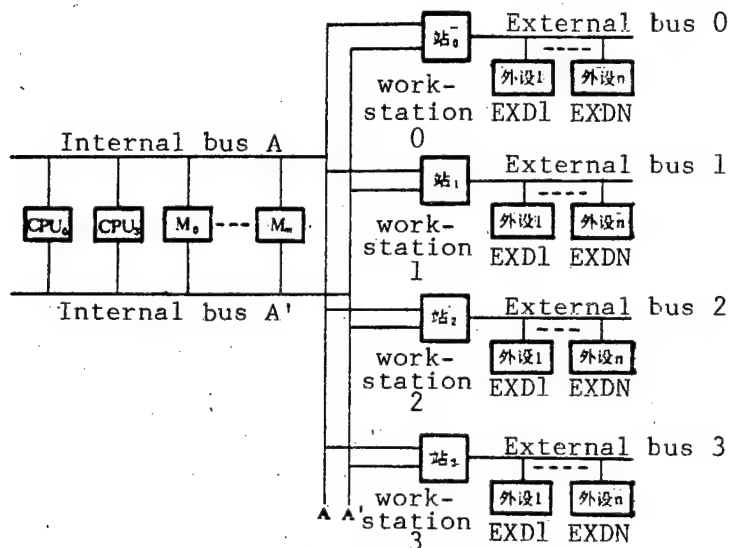 站₀ External bus 0
外设1 外设n
work-
station
0
EXD1 EXDN
Internal bus A
站₁ External bus 1
外设1 外设n
work-
station
1
EXD1 EXDN
CPU₀ M₀ Mₘ
Internal bus A'
站₂ External bus 2
外设1 外设n
work-
station
2
EXD1 EXDN
站₃ External bus 3
外设1 外设n
A A'
work-
station
3
EXD1 EXDN